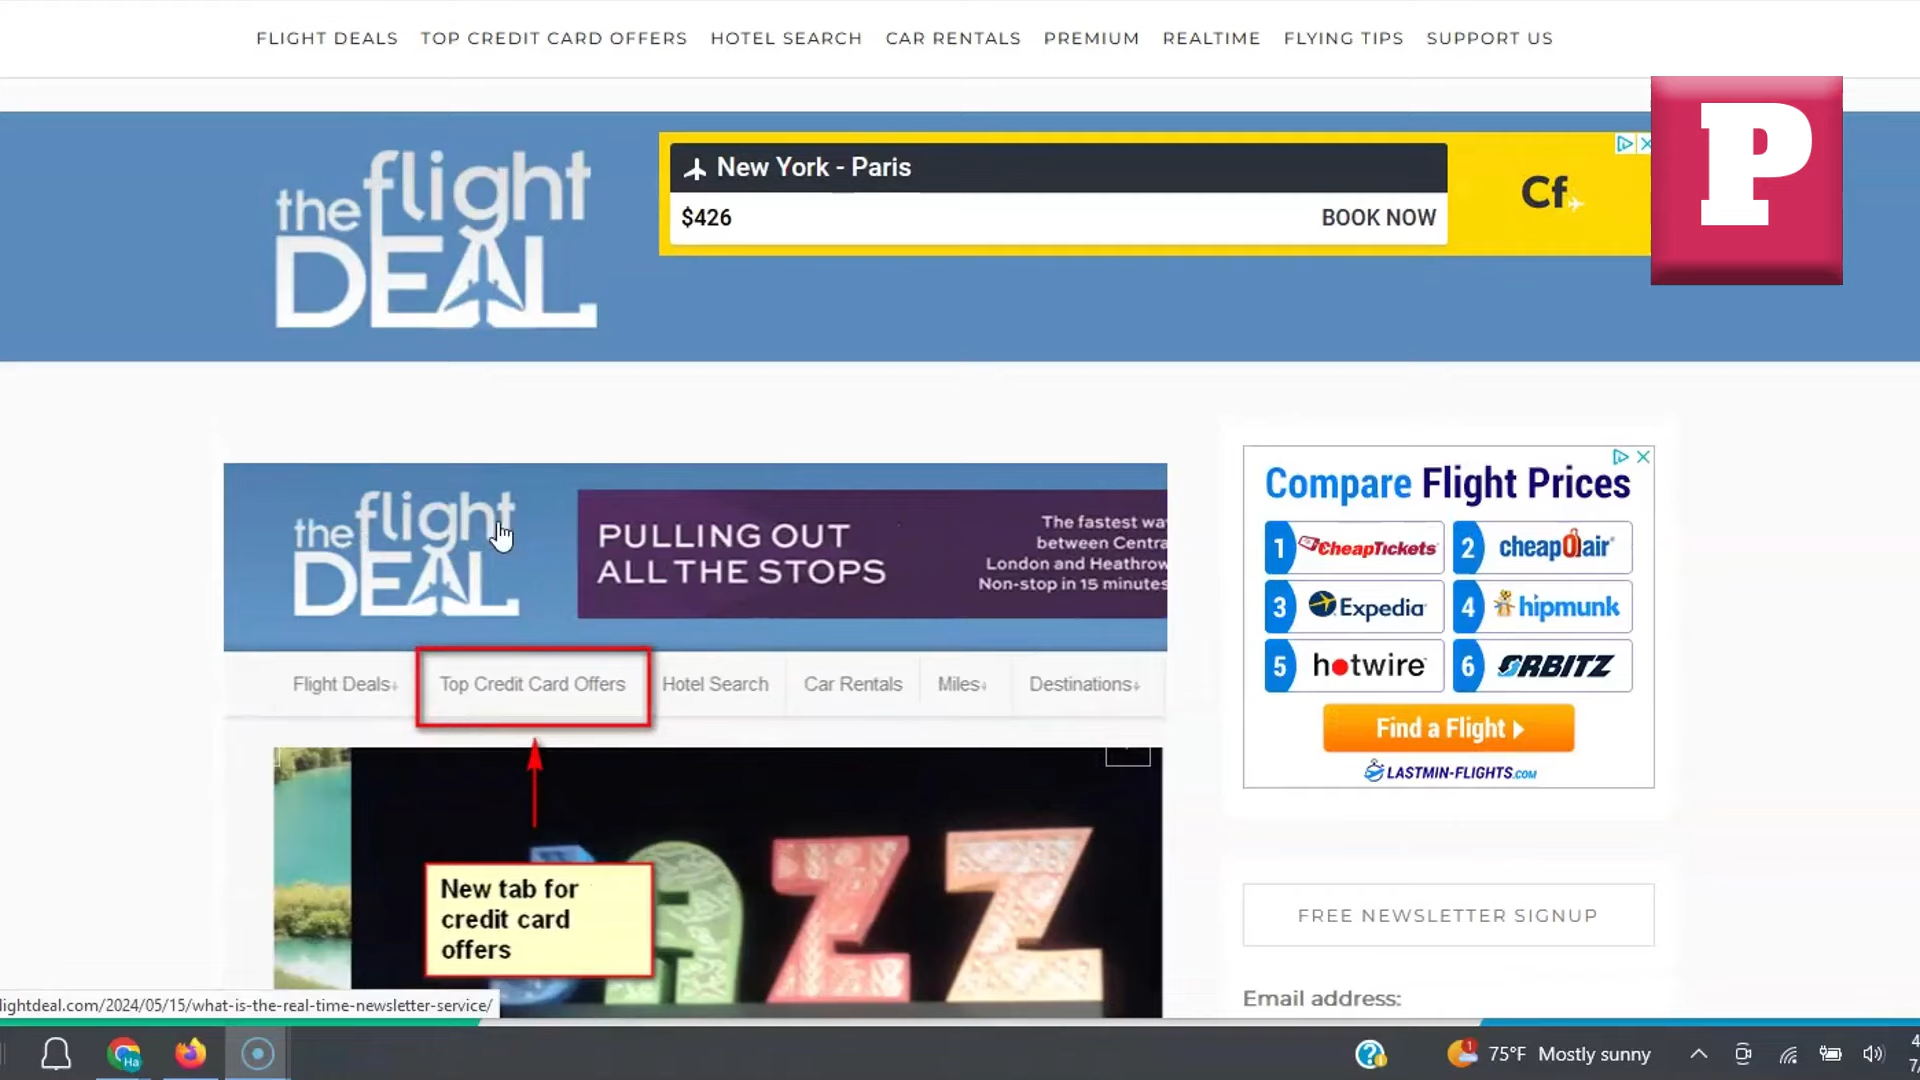 FLIGHT DEALS TOP CREDIT CARD OFFERS HOTEL SEARCH CAR RENTALS PREMIUM REALTIME FLYING TIPS SUPPORT US
the flight
DEAL
New York - Paris
$426
BOOK NOW
Cf
P
the flight
DEAL
PULLING OUT
ALL THE STOPS
The fastest wa
between Centra
London and Heathrow
Non-stop in 15 minutes
Flight Deals Top Credit Card Offers Hotel Search Car Rentals Miles Destinations
New tab for
credit card
offers
AZZ
Compare Flight Prices
1 CheapTickets 2 cheapOair
3 Expedia 4 hipmunk
5 hotwire 6 ORBITZ
Find a Flight
LASTMIN-FLIGHTS.COM
FREE NEWSLETTER SIGNUP
Email address:
lightdeal.com/2024/05/15/what-is-the-real-time-newsletter-service/
Ha
1
75°F Mostly sunny
4
7/